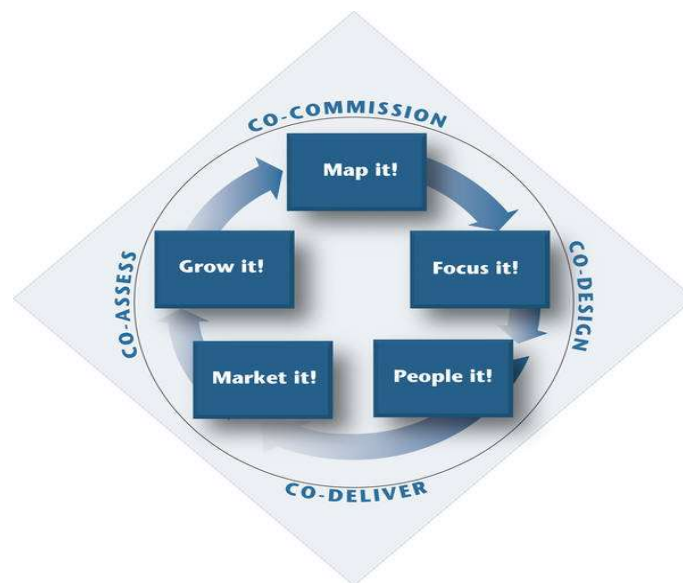 CO-COMMISSION
Map it!
Grow it!
Focus it!
CO-ASSESS
CO-DESIGN
Market it!
People it!
CO-DELIVER